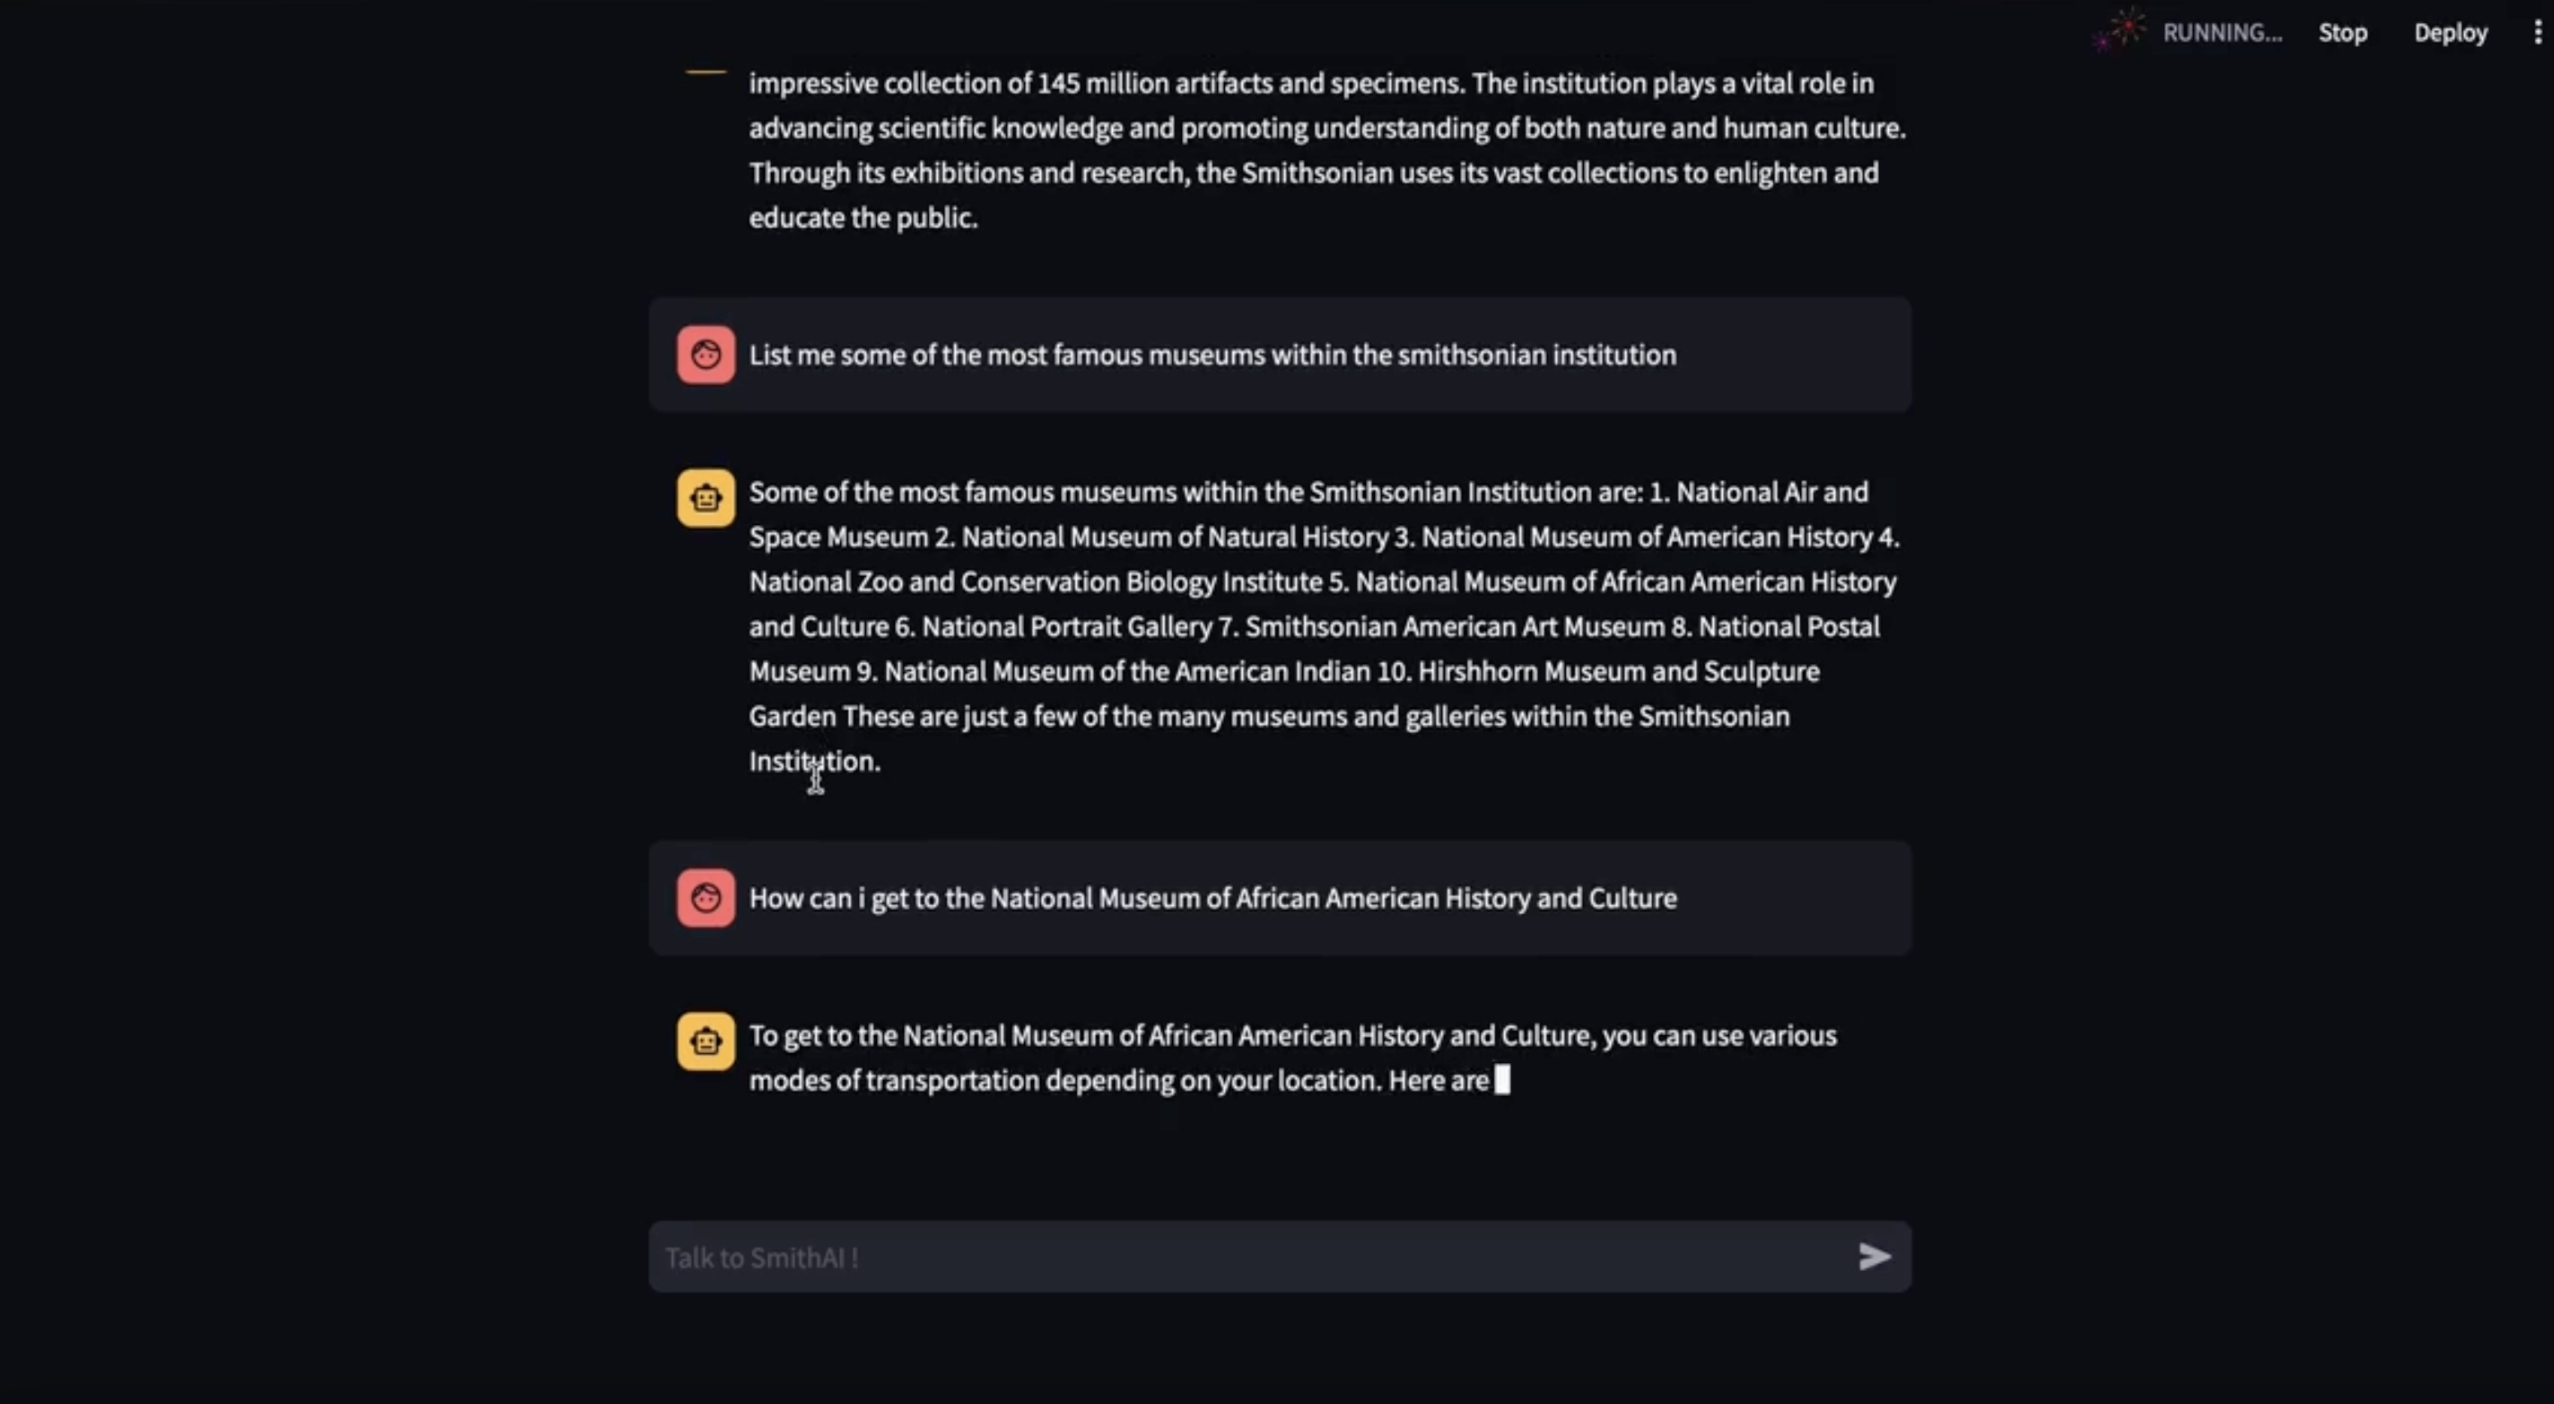 RUNNING... Stop Deploy
impressive collection of 145 million artifacts and specimens. The institution plays a vital role in
advancing scientific knowledge and promoting understanding of both nature and human culture.
Through its exhibitions and research, the Smithsonian uses its vast collections to enlighten and
educate the public.
List me some of the most famous museums within the smithsonian institution
Some of the most famous museums within the Smithsonian Institution are: 1. National Air and
Space Museum 2. National Museum of Natural History 3. National Museum of American History 4.
National Zoo and Conservation Biology Institute 5. National Museum of African American History
and Culture 6. National Portrait Gallery 7. Smithsonian American Art Museum 8. National Postal
Museum 9. National Museum of the American Indian 10. Hirshhorn Museum and Sculpture
Garden These are just a few of the many museums and galleries within the Smithsonian
Institution.
How can i get to the National Museum of African American History and Culture
To get to the National Museum of African American History and Culture, you can use various
modes of transportation depending on your location. Here are
Talk to SmithAI !